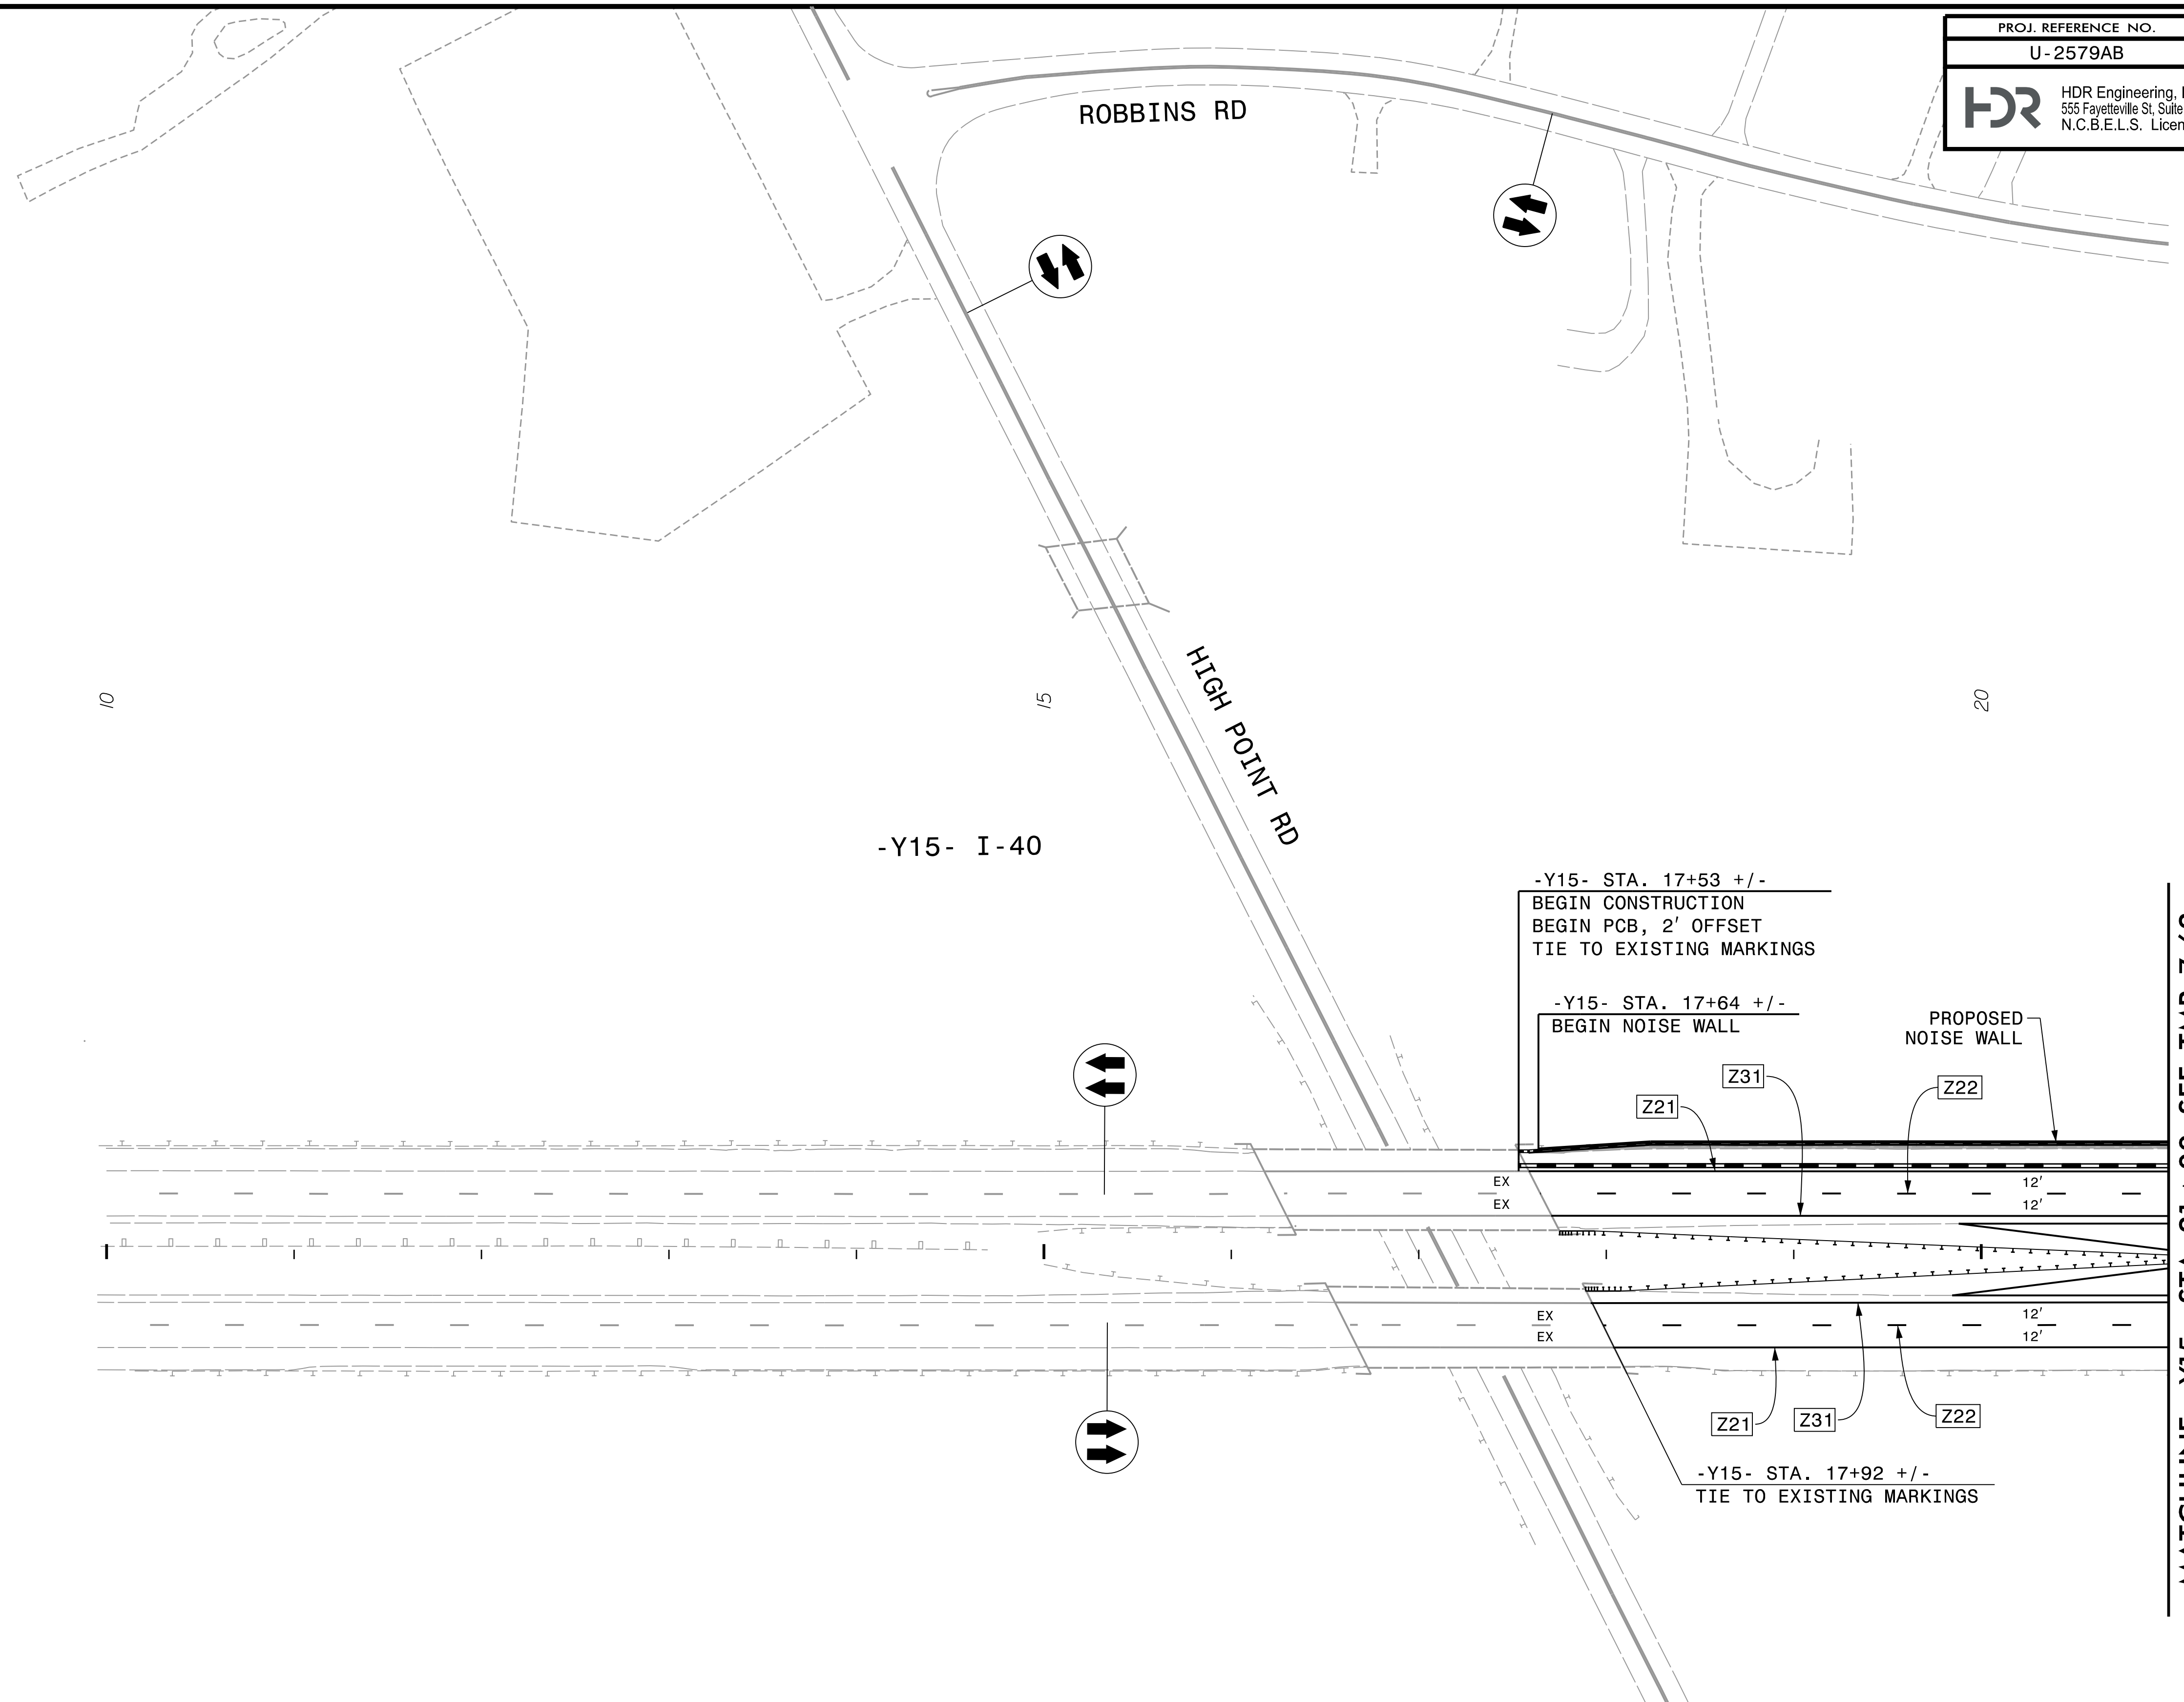 PROJ. REFERENCE NO.
U-2579AB
HDR
HDR Engineering,
555 Fayetteville St, Suite
N.C.B.E.L.S.
ROBBINS RD
10
15
20
HIGH POINT RD
-Y15- I-40
-Y15- STA. 17+53 +/-
BEGIN CONSTRUCTION
BEGIN PCB, 2' OFFSET
TIE TO EXISTING MARKINGS
-Y15- STA. 17+64 +/-
BEGIN NOISE WALL
PROPOSED
NOISE WALL
Z31
Z22
Z21
EX
12'
EX
12'
EX
12'
EX
12'
Z21
Z31
Z22
-Y15- STA. 17+92 +/-
TIE TO EXISTING MARKINGS